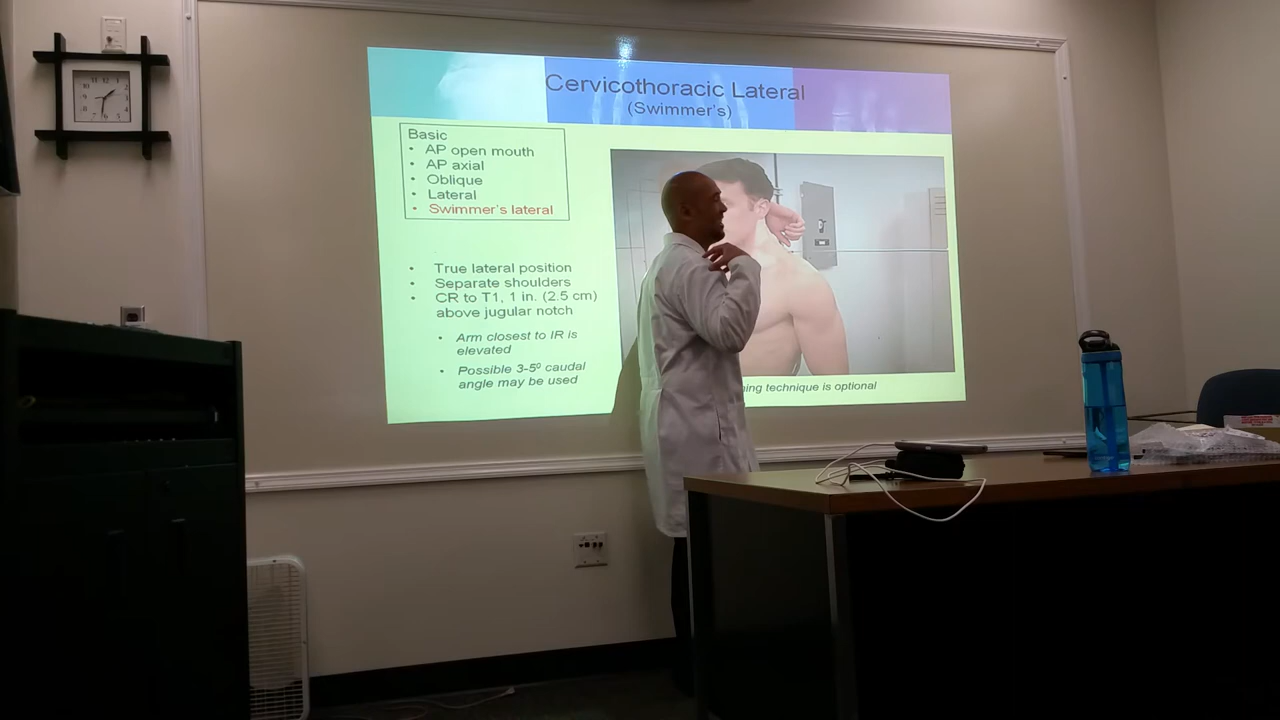 Cervicothoracic Lateral
(Swimmer's)
Basic
• AP open mouth
• AP axial
• Oblique
• Lateral
• Swimmer's lateral
• True lateral position
• Separate shoulders
• CR to T1, 1 in. (2.5 cm)
above jugular notch
• Arm closest to IR is
elevated
• Possible 3-5⁰ caudal
angle may be used
technique is optional